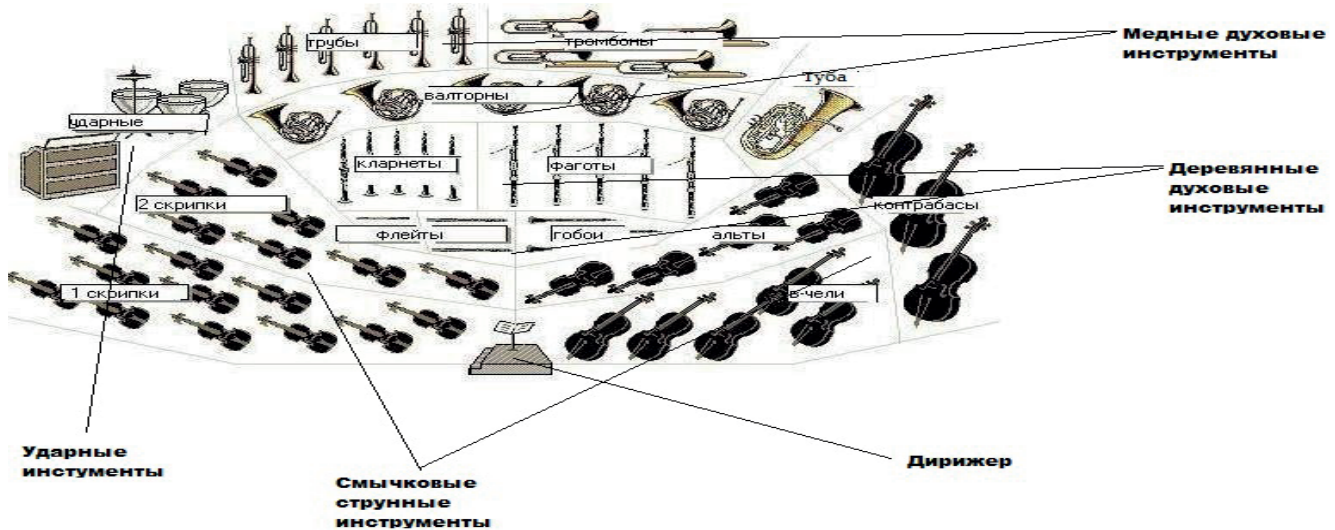 трубы
тромбоны
Медные духовые
инструменты
Туба
валторны
ударные
кларнеты
фаготы
Деревянные
духовые
инструменты
2 скрипки
контрабасы
флейты
гобои
альты
1 скрипки
в-чели
Ударные
инстументы
Дирижер
Смычковые
струнные
инструменты